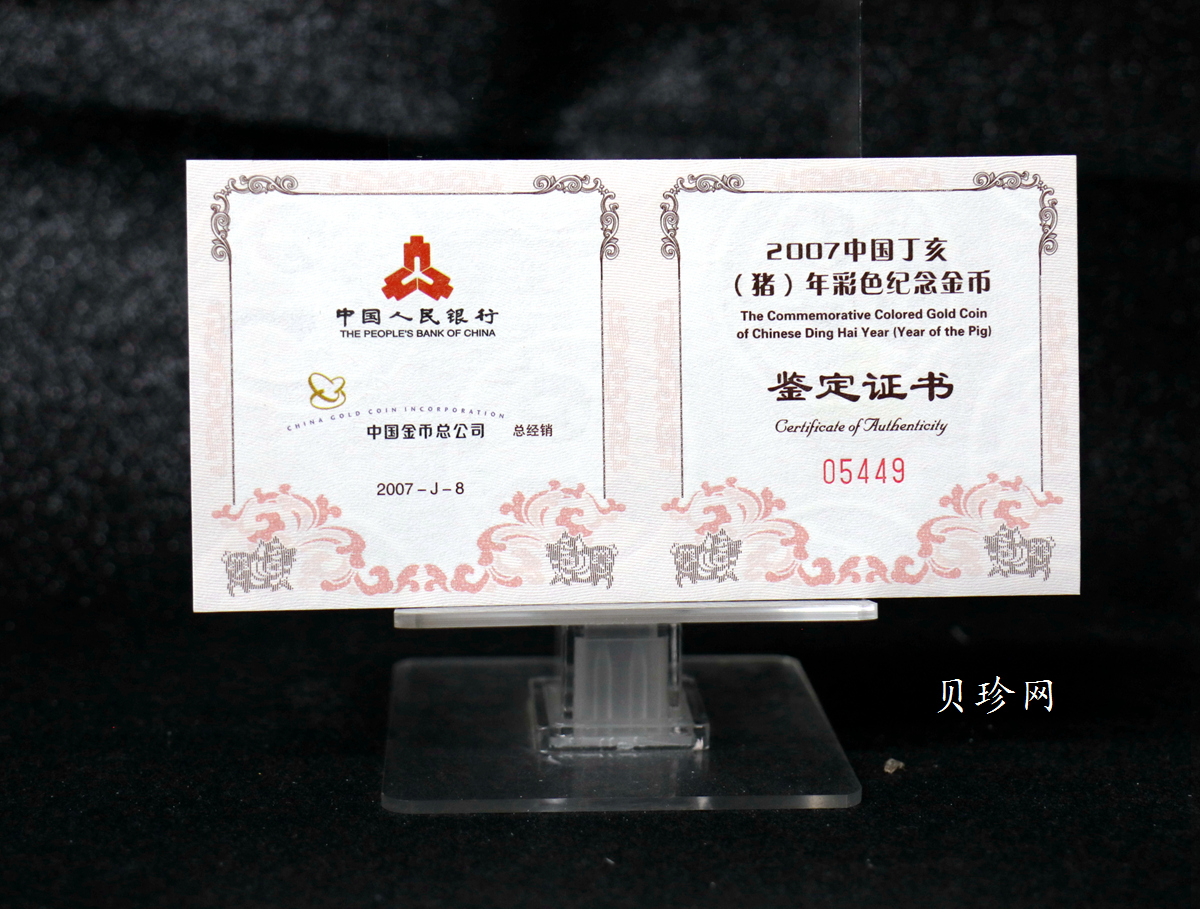 中国人民银行
THE PEOPLE'S BANK OF CHINA
CHINA GOLD COIN INCORPORATION
中国金币总公司 总经销
2007-J-8
2007中国丁亥
（猪）年彩色纪念金币
The Commemorative Colored Gold Coin
of Chinese Ding Hai Year (Year of the Pig)
鉴定证书
Certificate of Authenticity
05449
贝珍网